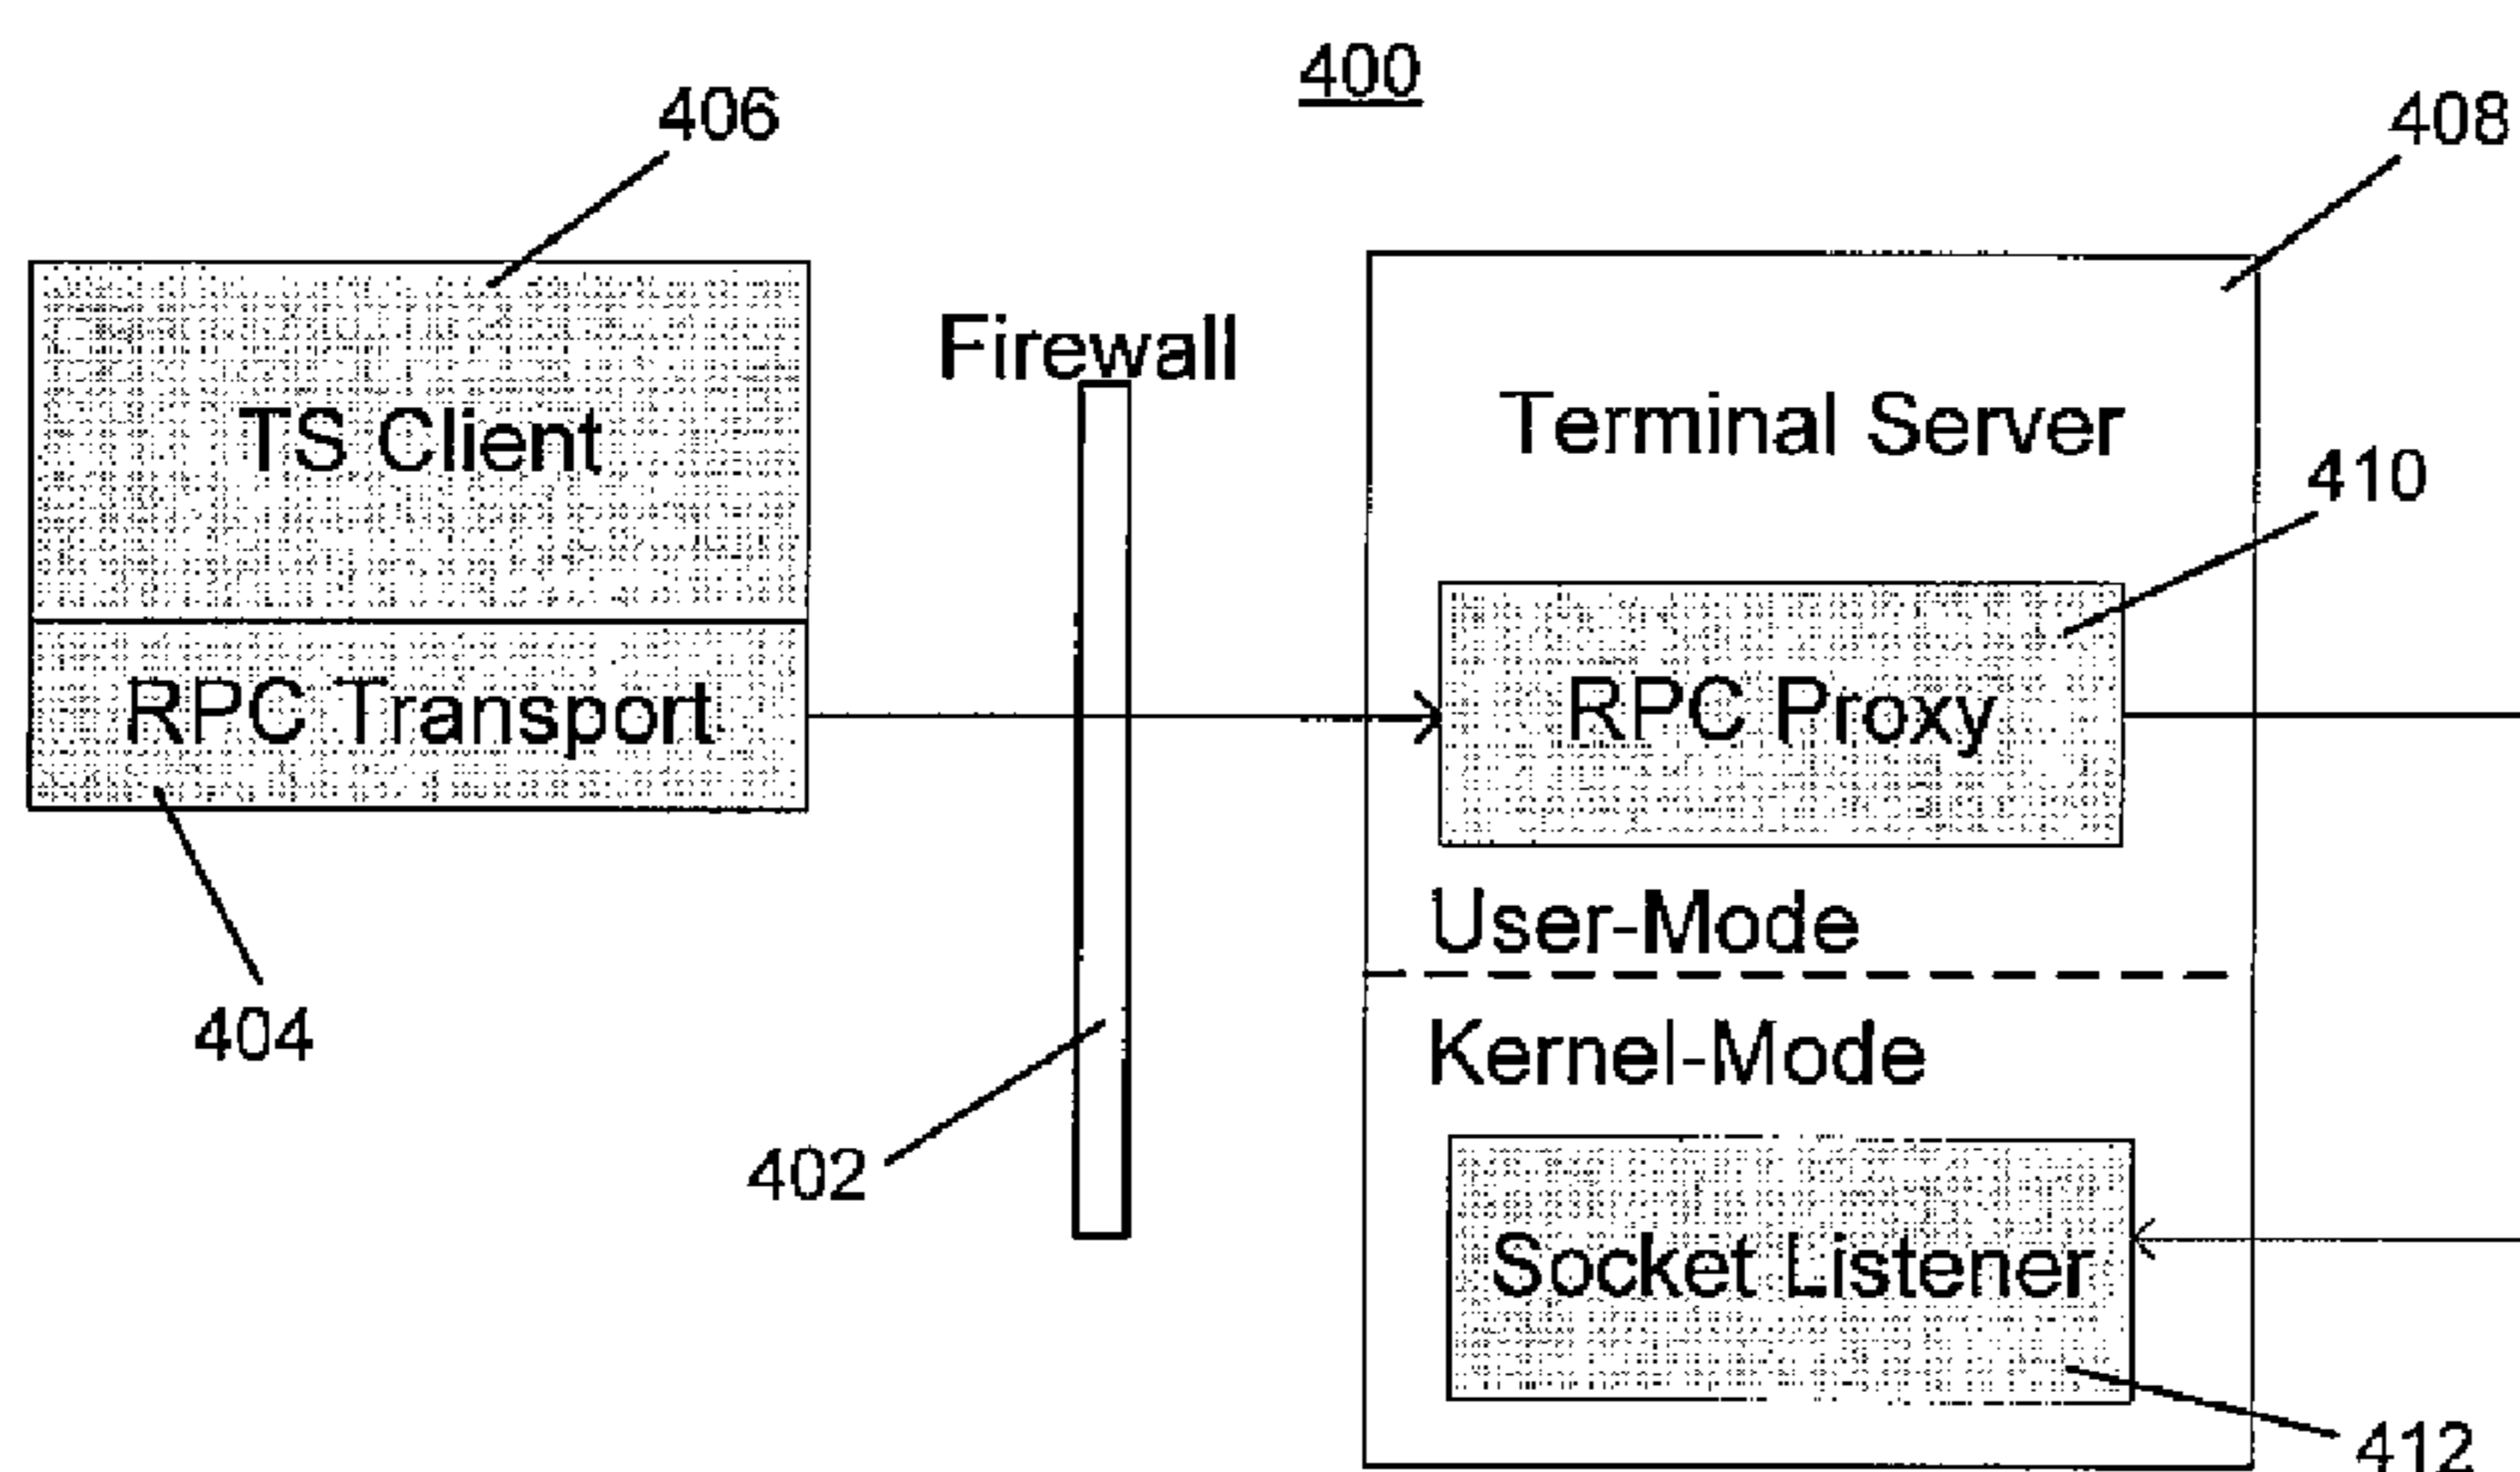 400
406
408
Firewall
TS Client
Terminal Server
410
RPC Transport
RPC Proxy
User-Mode
404
Kernel-Mode
402
Socket Listener
412